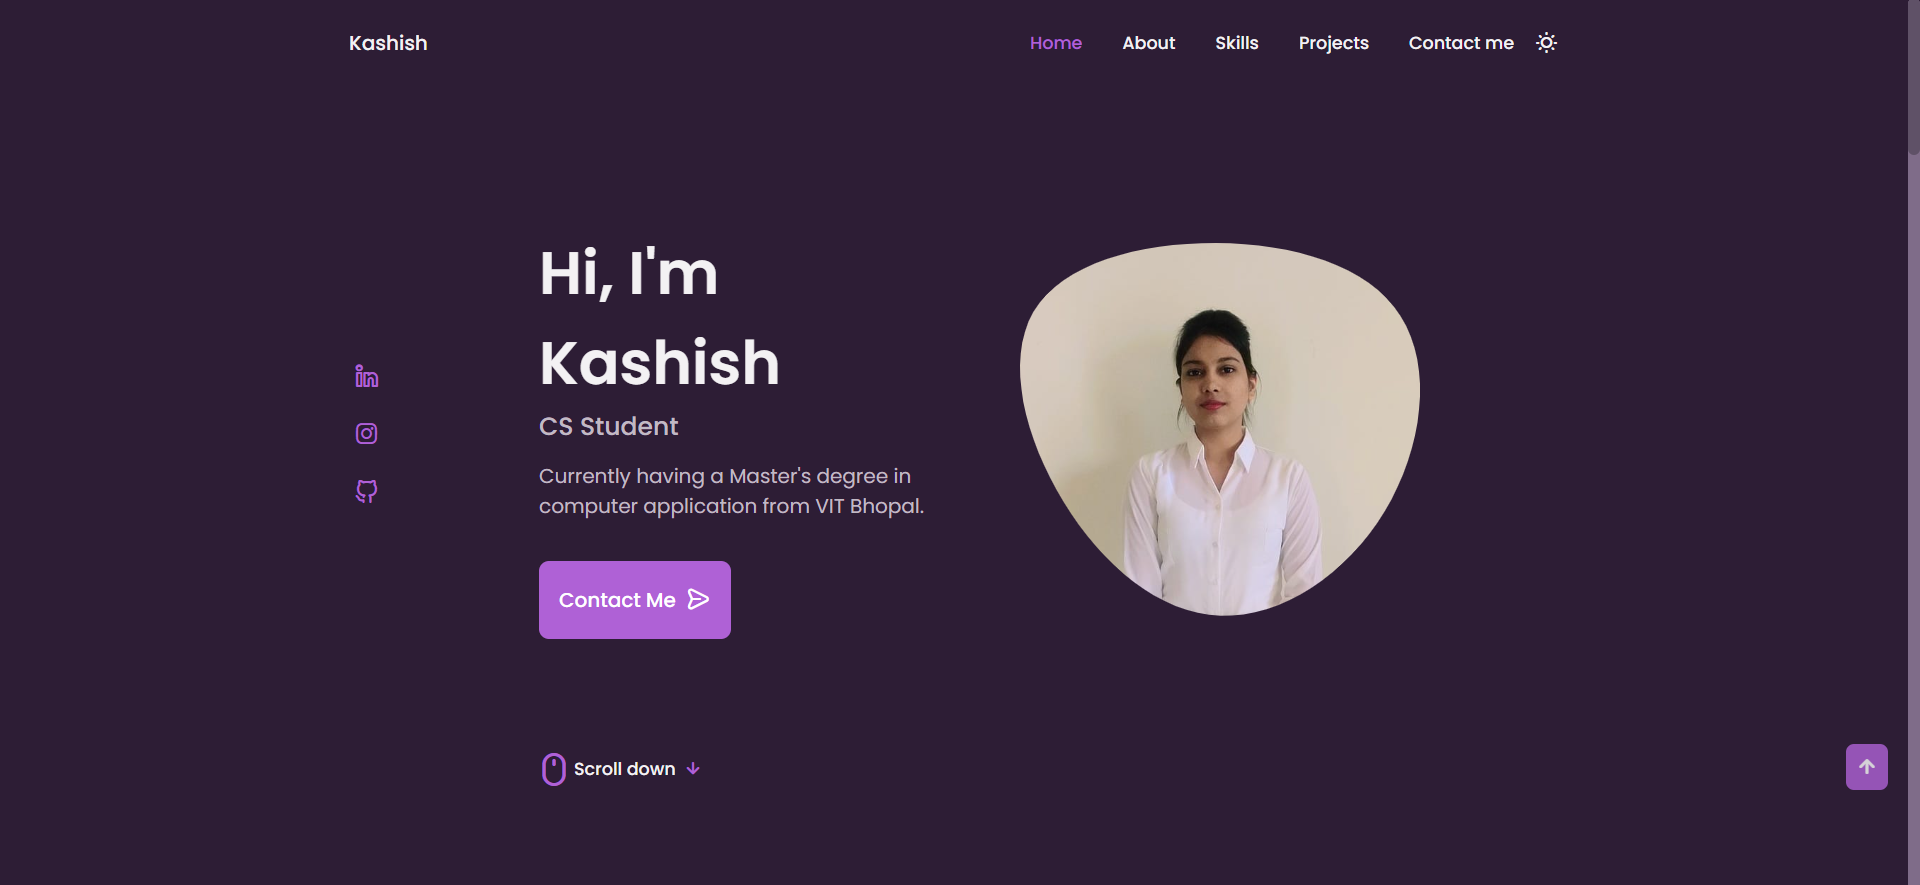 Kashish
Home About Skills Projects Contact me
Hi, I'm
Kashish
CS Student
Currently having a Master's degree in
computer application from VIT Bhopal.
Contact Me
Scroll down